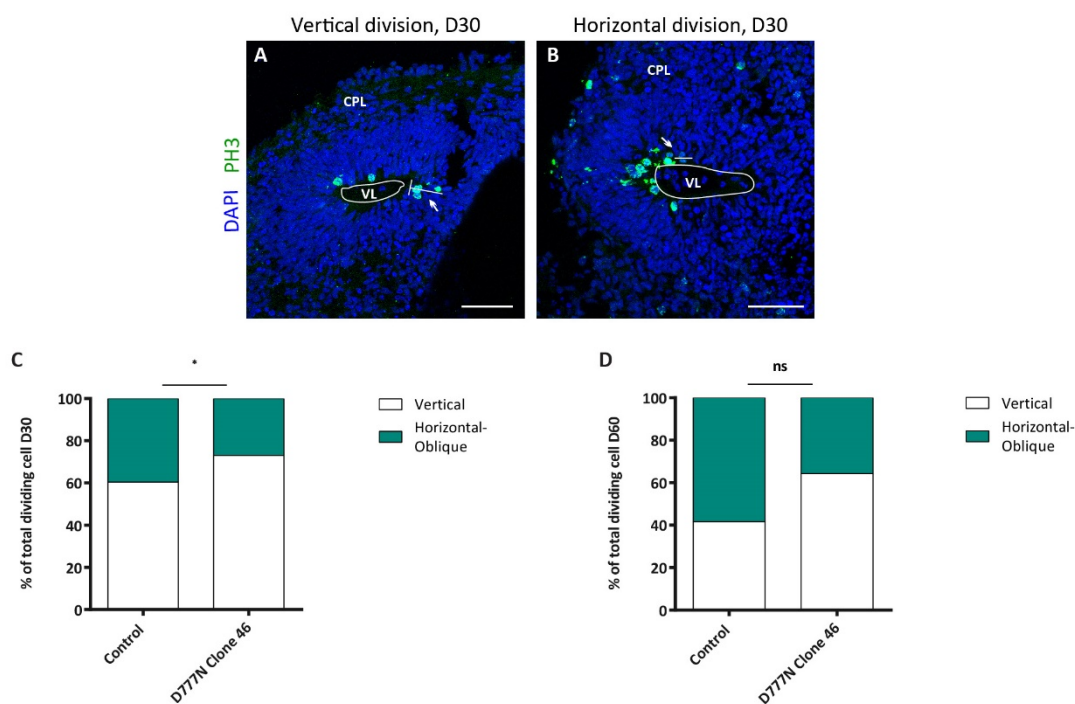 Vertical division, D30
Horizontal division, D30
A
B
CPL
CPL
DAPI PH3
VL
VL
C
*
100
80
60
40
20
0
% of total dividing cell D30
Control
D777N Clone 46
Vertical
Horizontal-
Oblique
D
ns
100
80
60
40
20
0
% of total dividing cell D60
Control
D777N Clone 46
Vertical
Horizontal-
Oblique